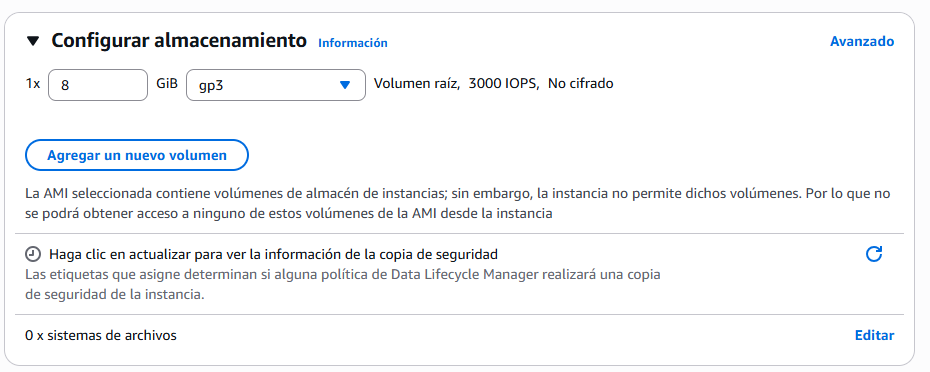 Configurar almacenamiento Información Avanzado
1x 8 GiB gp3 Volumen raíz, 3000 IOPS, No cifrado
Agregar un nuevo volumen
La AMI seleccionada contiene volúmenes de almacén de instancias; sin embargo, la instancia no permite dichos volúmenes. Por lo que no
se podrá obtener acceso a ninguno de estos volúmenes de la AMI desde la instancia
Haga clic en actualizar para ver la información de la copia de seguridad
Las etiquetas que asigne determinan si alguna política de Data Lifecycle Manager realizará una copia
de seguridad de la instancia.
0 x sistemas de archivos Editar